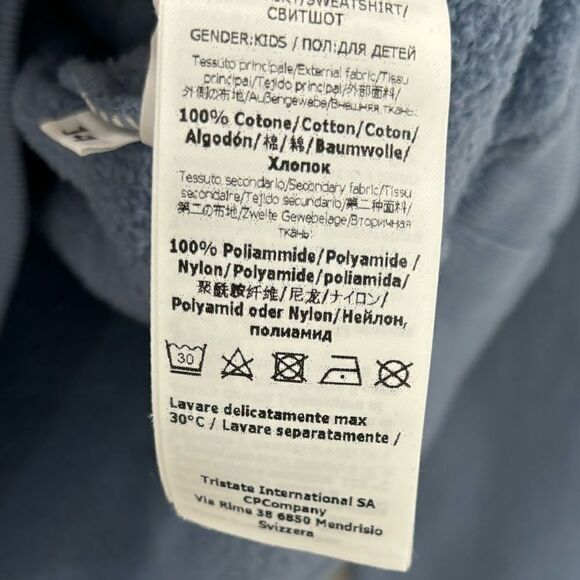 /SWEATSHIRT/
СВИТШОТ
GENDER:KIDS / ПОЛ:ДЛЯ ДЕТЕЙ
Tessuto principale/External fabric/Tissu
principal/Tejido principal/外部面料/
外側の布地/Außengewebe/Внешняя ткань:
100% Cotone/Cotton/Coton/
Algodón/棉/綿/Baumwolle/
Хлопок
Tessuto secondario/Secondary fabric/Tissu
secondaire/Tejido secundario/第二种面料/
第二の布地/Zweite Gewebelage/Вторичная
ткань:
100% Poliammide/Polyamide /
Nylon/Polyamide/poliamida/
聚酰胺纤维/尼龙/ナイロン/
Polyamid oder Nylon/Нейлон,
полиамид
30
Lavare delicatamente max
30°C / Lavare separatamente /
Tristate International SA
CPCompany
Via Rime 38 6850 Mendrisio
Svizzera
14